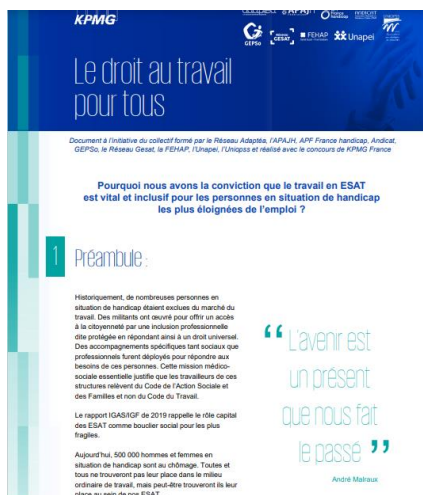 KPMG
APAJH
GEPSo
GESAT
FEHAP
Unapei
Le droit au travail
pour tous
Document à l'initiative du collectif formé par le Réseau Adaptéa, l'APAJH, APF France handicap, Andicat,
GEPSo, le Réseau Gesat, la FEHAP, l'Unapei, l'Uniopss et réalisé avec le concours de KPMG France
Pourquoi nous avons la conviction que le travail en ESAT
est vital et inclusif pour les personnes en situation de handicap
les plus éloignées de l'emploi ?
1 Préambule :
Historiquement, de nombreuses personnes en
situation de handicap étaient exclues du marché du
travail. Des militants ont œuvré pour offrir un accès
à la citoyenneté par une inclusion professionnelle
dite protégée en répondant ainsi à un droit universel.
Des accompagnements spécifiques tant sociaux que
professionnels furent déployés pour répondre aux
besoins de ces personnes. Cette mission médico-
sociale essentielle justifie que les travailleurs de ces
structures relèvent du Code de l'Action Sociale et
des Familles et non du Code du Travail.
Le rapport IGAS/IGF de 2019 rappelle le rôle capital
des ESAT comme bouclier social pour les plus
fragiles.
Aujourd'hui, 500 000 hommes et femmes en
situation de handicap sont au chômage. Toutes et
tous ne trouveront pas leur place dans le milieu
ordinaire de travail, mais peut-être trouveront ils leur
place au sein de nos ESAT.
“ L'avenir est
un présent
que nous fait
le passé ”
André Malraux